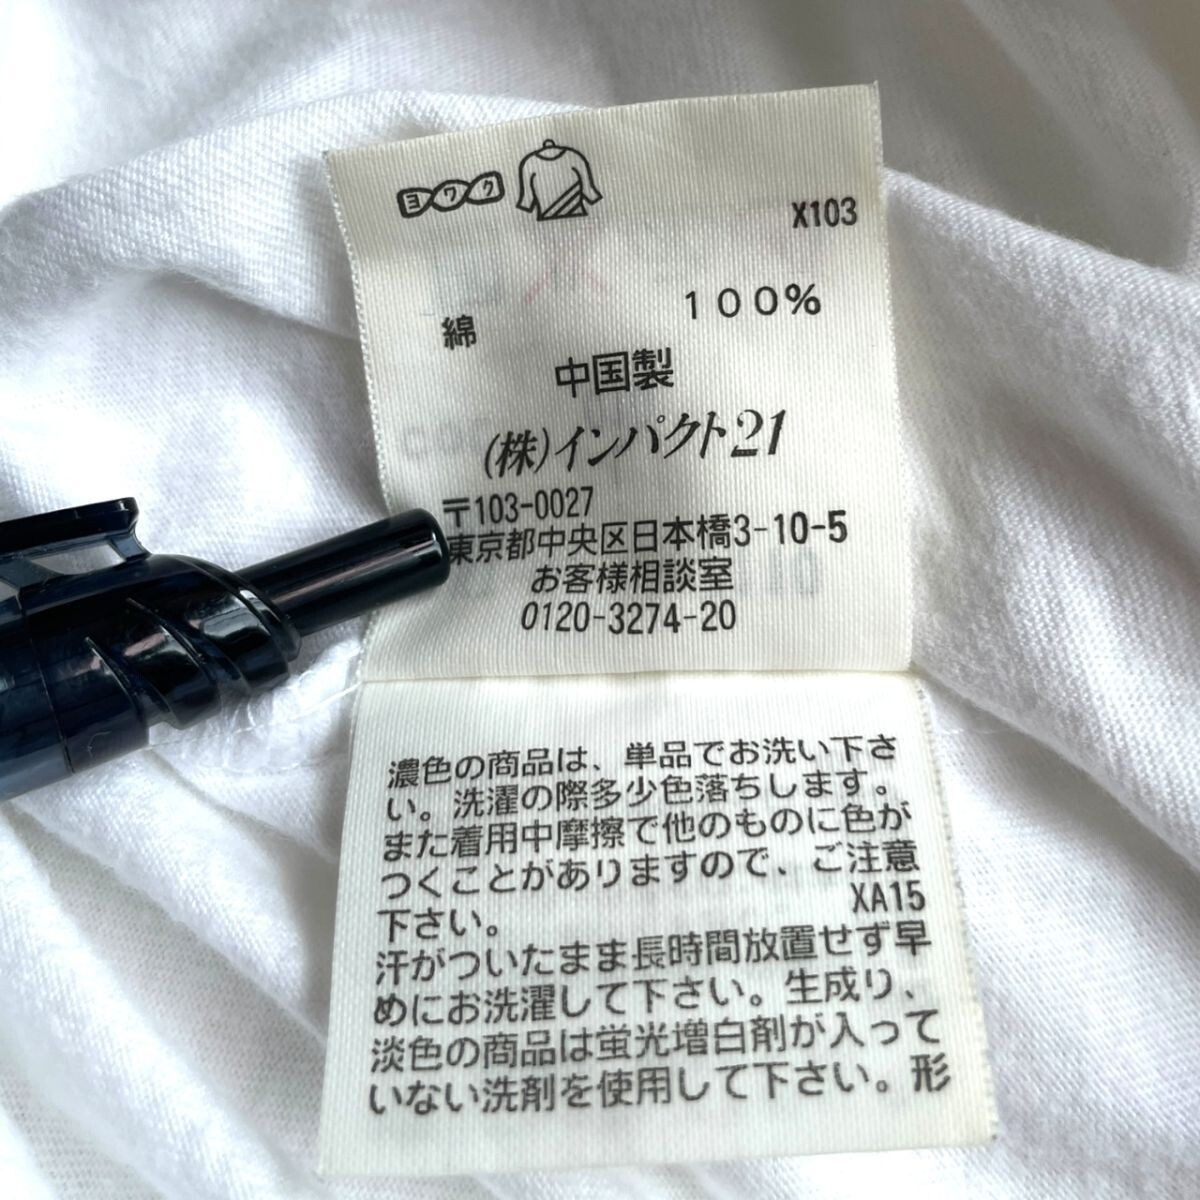 ヨワク
X103
綿 100%
中国製
(株)インパクト21
〒103-0027
東京都中央区日本橋3-10-5
お客様相談室
0120-3274-20
濃色の商品は、単品でお洗い下さ
い。洗濯の際多少色落ちします。
また着用中摩擦で他のものに色が
つくことがありますので、ご注意
下さい。 XA15
汗がついたまま長時間放置せず早
めにお洗濯して下さい。生成り、
淡色の商品は蛍光増白剤が入って
いない洗剤を使用して下さい。形